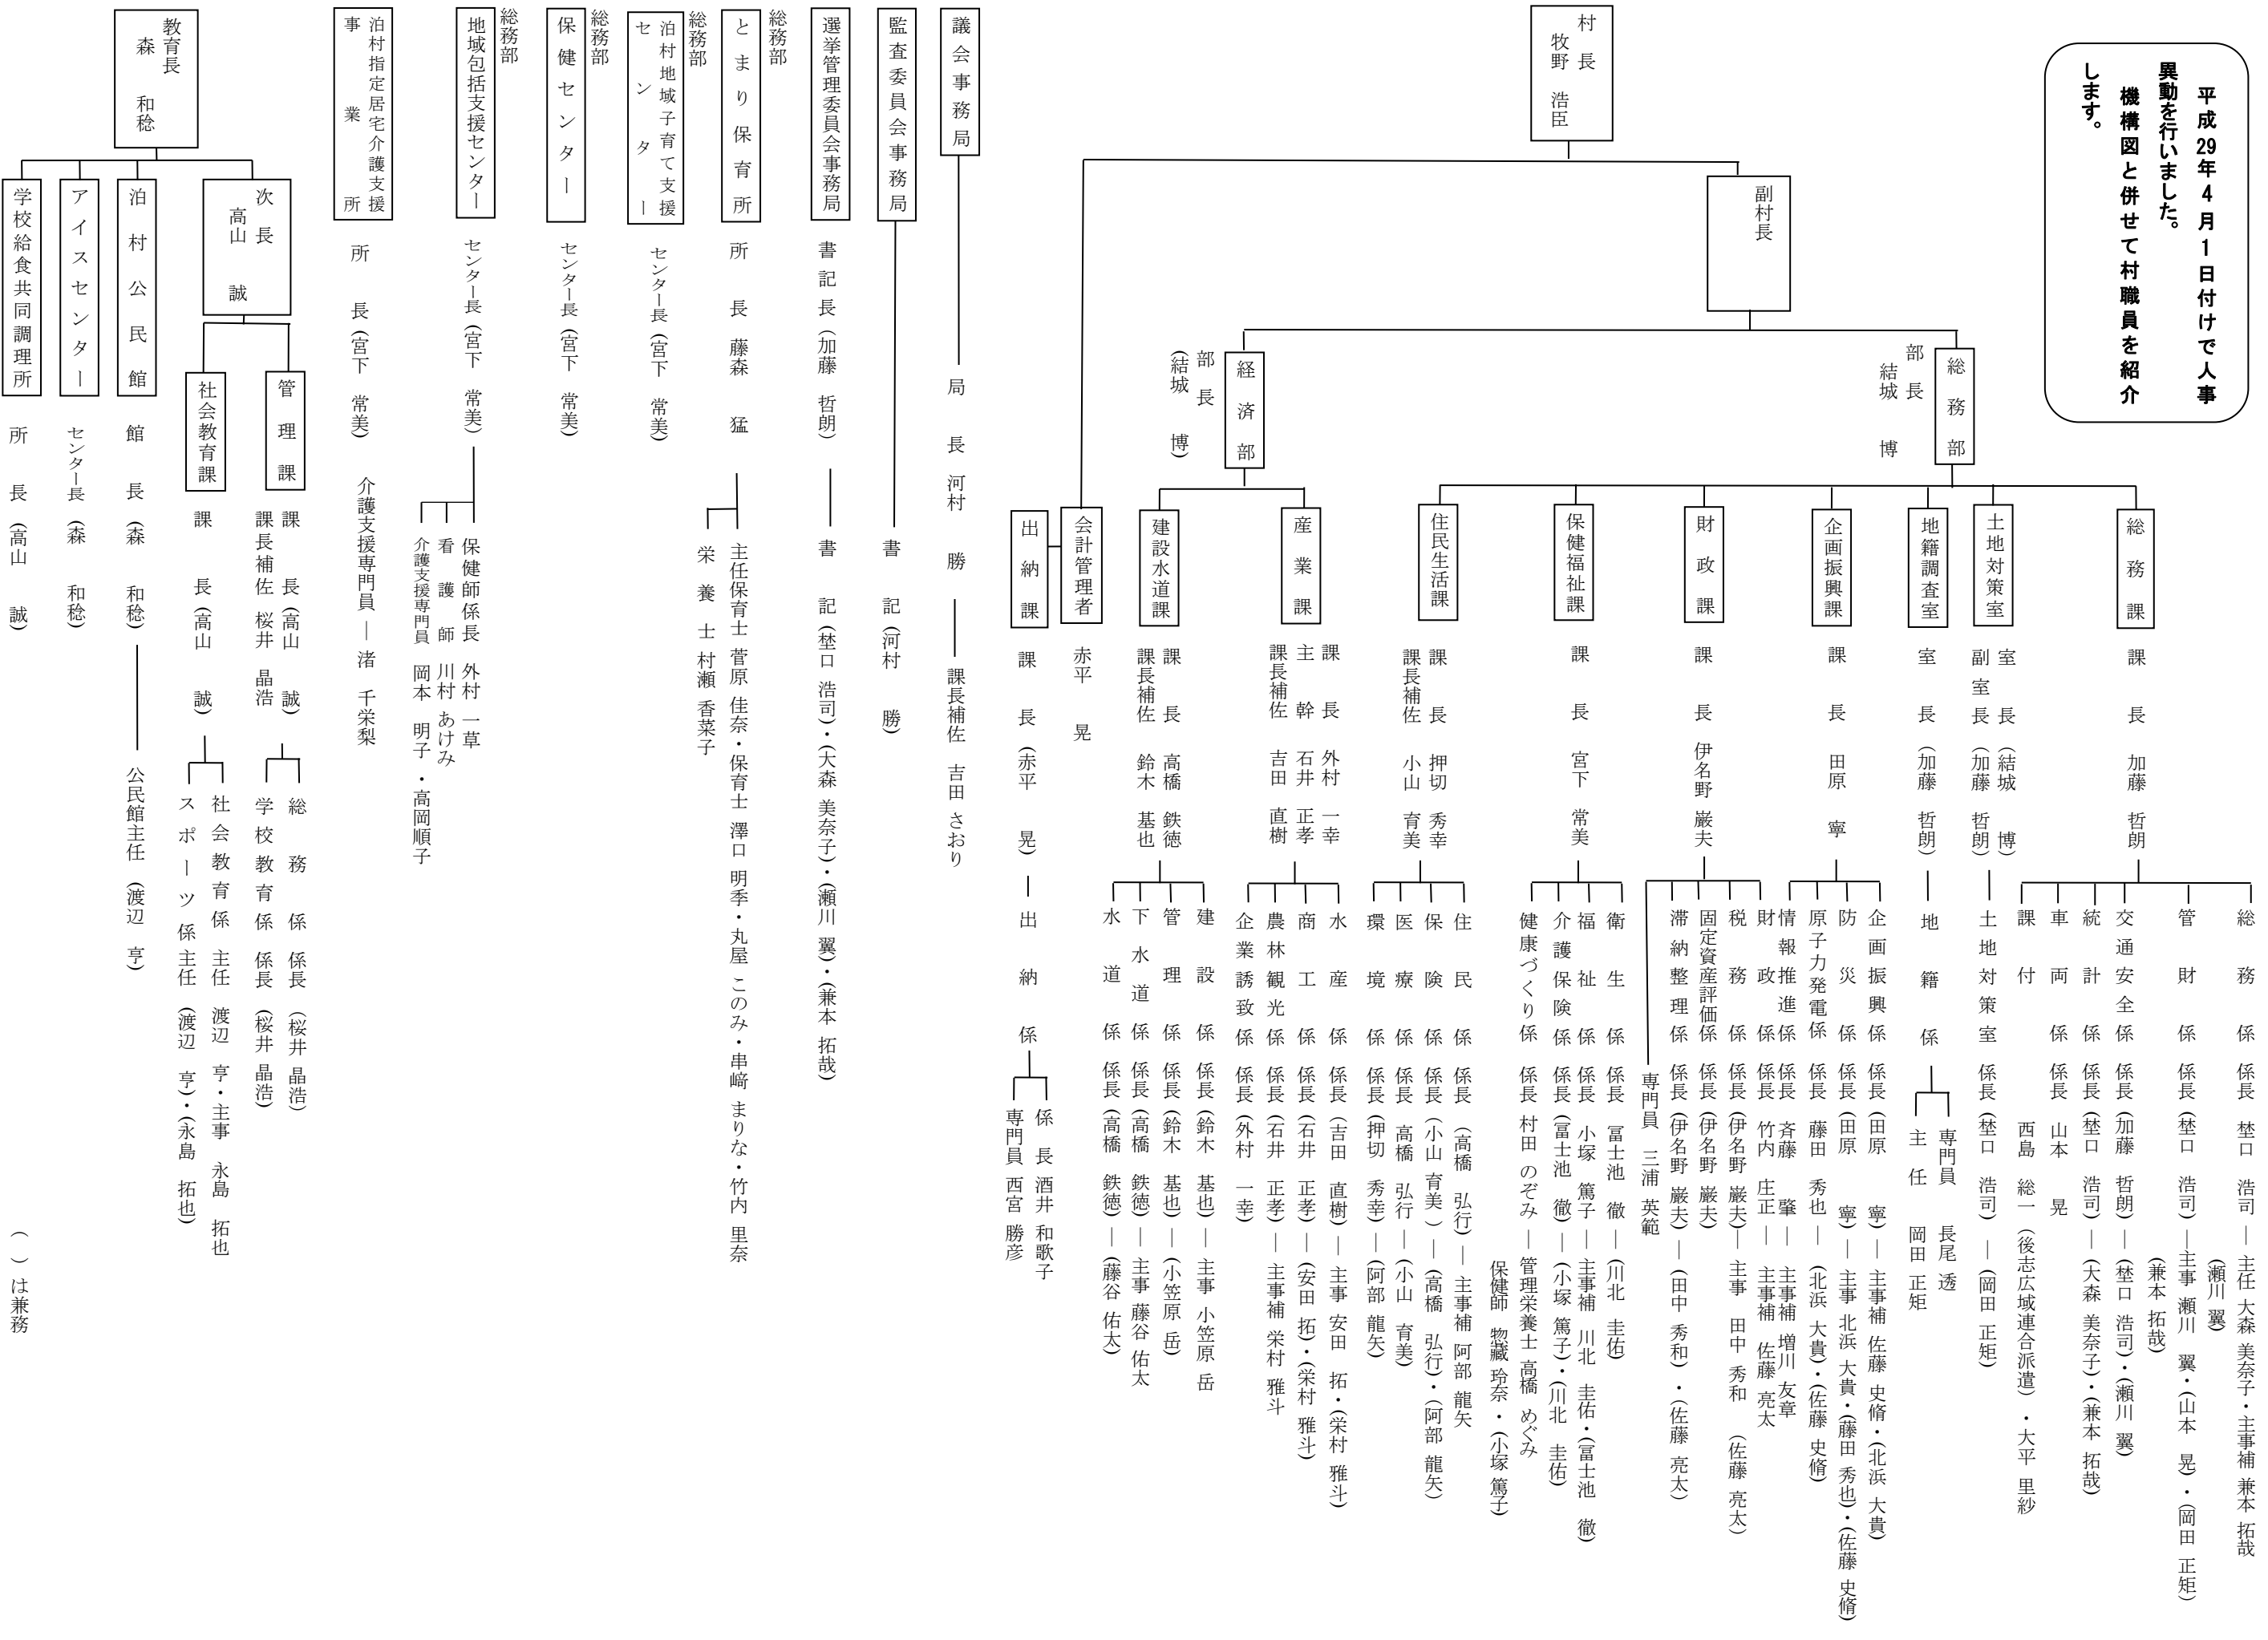 平成29年4月1日付けで人事
異動を行いました。
機構図と併せて村職員を紹介
します。
村長
牧野 浩臣
副村長
総務部
部長
結城 博
経済部
部長
(結城 博)
総務課
課長 加藤 哲朗
総務係 係長 埜口 浩司 ― 主任 大森 美奈子・主事補 兼本 拓哉
(瀬川 翼)
管財係 係長 (埜口 浩司) ― 主事 瀬川 翼・(山本 晃)・(岡田 正矩)
(兼本 拓哉)
交通安全係 係長 (加藤 哲朗) ― (埜口 浩司)・(瀬川 翼)
統計係 係長 (埜口 浩司) ― (大森 美奈子)・(兼本 拓哉)
車両係 係長 山本 晃
課付 西島 総一(後志広域連合派遣)・大平 里紗
土地対策室
室長 (結城 博)
副室長 (加藤 哲朗)
土地対策室 係長 (埜口 浩司) ― (岡田 正矩)
地籍調査室
室長 (加藤 哲朗)
地籍係
専門員 長尾 透
主任 岡田 正矩
企画振興課
課長 田原 寧
企画振興係 係長 (田原 寧) ― 主事補 佐藤 史脩・(北浜 大貴)
防災係 係長 (田原 寧) ― 主事 北浜 大貴・(藤田 秀也)・(佐藤 史脩)
原子力発電係 係長 藤田 秀也 ― (北浜 大貴)・(佐藤 史脩)
情報推進係 係長 斉藤 肇 ― 主事補 増川 友章
財政課
課長 伊名野 巌夫
財政係 係長 竹内 庄正 ― 主事補 佐藤 亮太
税務係 係長 (伊名野 巌夫) ― 主事 田中 秀和 (佐藤 亮太)
固定資産評価係 係長 (伊名野 巌夫)
滞納整理係 係長 (伊名野 巌夫) ― (田中 秀和)・(佐藤 亮太)
専門員 三浦 英範
保健福祉課
課長 宮下 常美
衛生係 係長 冨士池 徹 ― (川北 圭佑)
福祉係 係長 小塚 篤子 ― 主事補 川北 圭佑・(冨士池 徹)
介護保険係 係長 (冨士池 徹) ― (小塚 篤子)・(川北 圭佑)
健康づくり係 係長 村田 のぞみ ― 管理栄養士 高橋 めぐみ
保健師 惣蔵 玲奈・(小塚 篤子)
住民生活課
課長 押切 秀幸
課長補佐 小山 育美
住民係 係長 (高橋 弘行) ― 主事補 阿部 龍矢
保険係 係長 (小山 育美) ― (高橋 弘行)・(阿部 龍矢)
医療係 係長 高橋 弘行 ― (小山 育美)
環境係 係長 (押切 秀幸) ― (阿部 龍矢)
産業課
課長 外村 一幸
主幹 石井 正孝
課長補佐 吉田 直樹
水産係 係長 (吉田 直樹) ― 主事 安田 拓・(栄村 雅斗)
商工係 係長 (石井 正孝) ― (安田 拓)・(栄村 雅斗)
農林観光係 係長 (石井 正孝) ― 主事補 栄村 雅斗
企業誘致係 係長 (外村 一幸)
建設水道課
課長 高橋 鉄徳
課長補佐 鈴木 基也
建設係 係長 (鈴木 基也) ― 主事 小笠原 岳
管理係 係長 (鈴木 基也) ― (小笠原 岳)
下水道係 係長 (高橋 鉄徳) ― 主事 藤谷 佑太
水道係 係長 (高橋 鉄徳) ― (藤谷 佑太)
会計管理者
赤平 晃
出納課
課長 (赤平 晃)
出納係
係長 酒井 和歌子
専門員 西宮 勝彦
議会事務局
局長 河村 勝
課長補佐 吉田 さおり
監査委員会事務局
書記 (河村 勝)
選挙管理委員会事務局
書記長 (加藤 哲朗)
書記 (埜口 浩司)・(大森 美奈子)・(瀬川 翼)・(兼本 拓哉)
総務部
とまり保育所
所長 藤森 猛
主任保育士 菅原 佳奈・保育士 澤口 明季・丸屋 このみ・串﨑 まりな・竹内 里奈
栄養士 村瀬 香菜子
総務部
泊村地域子育て支援
センター
センター長 (宮下 常美)
総務部
保健センター
センター長 (宮下 常美)
総務部
地域包括支援センター
センター長 (宮下 常美)
保健師係長 外村 一草
看護師 川村 あけみ
介護支援専門員 岡本 明子・高岡順子
泊村指定居宅介護支援
事業所
所長 (宮下 常美)
介護支援専門員 ― 渚 千栄梨
教育長
森 和稔
次長
高山 誠
管理課
課長 (高山 誠)
課長補佐 桜井 晶浩
総務係 係長 (桜井 晶浩)
学校教育係 係長 (桜井 晶浩)
社会教育課
課長 (高山 誠)
社会教育係 主任 渡辺 亨・主事 永島 拓也
スポーツ係 主任 (渡辺 亨)・(永島 拓也)
泊村公民館
館長 (森 和稔)
公民館主任 (渡辺 亨)
アイスセンター
センター長 (森 和稔)
学校給食共同調理所
所長 (高山 誠)
( )は兼務